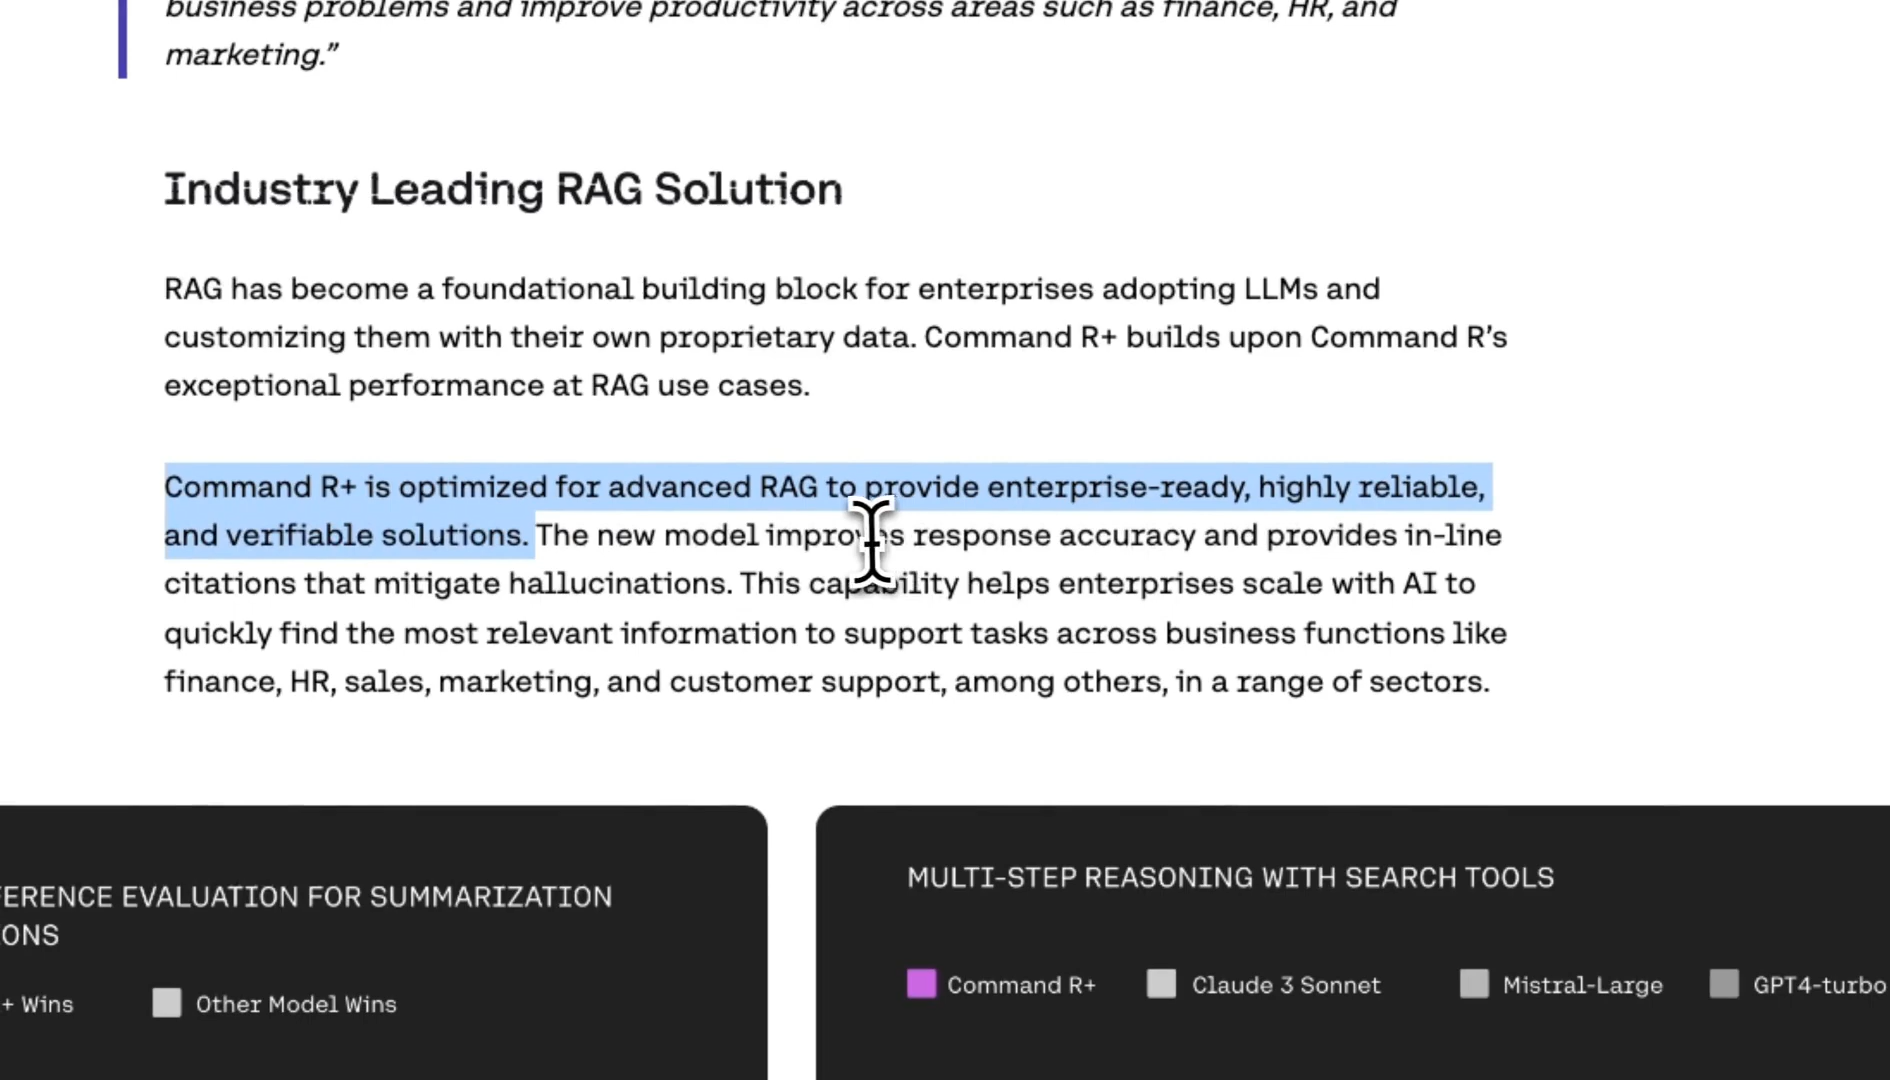 business problems and improve productivity across areas such as finance, HR, and
marketing.”
Industry Leading RAG Solution
RAG has become a foundational building block for enterprises adopting LLMs and
customizing them with their own proprietary data. Command R+ builds upon Command R’s
exceptional performance at RAG use cases.
Command R+ is optimized for advanced RAG to provide enterprise-ready, highly reliable,
and verifiable solutions. The new model improves response accuracy and provides in-line
citations that mitigate hallucinations. This capability helps enterprises scale with AI to
quickly find the most relevant information to support tasks across business functions like
finance, HR, sales, marketing, and customer support, among others, in a range of sectors.
FERENCE EVALUATION FOR SUMMARIZATION
IONS
+ Wins
Other Model Wins
MULTI-STEP REASONING WITH SEARCH TOOLS
Command R+
Claude 3 Sonnet
Mistral-Large
GPT4-turbo